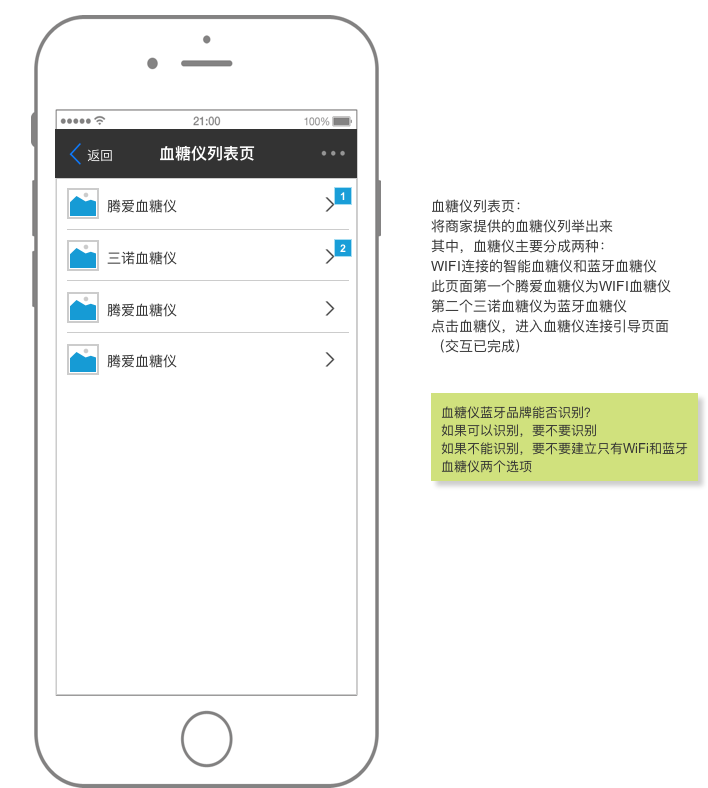 21:00
100%
返回
血糖仪列表页
腾爱血糖仪
1
三诺血糖仪
2
腾爱血糖仪
腾爱血糖仪
血糖仪列表页：
将商家提供的血糖仪列举出来
其中，血糖仪主要分成两种：
WIFI连接的智能血糖仪和蓝牙血糖仪
此页面第一个腾爱血糖仪为WIFI血糖仪
第二个三诺血糖仪为蓝牙血糖仪
点击血糖仪，进入血糖仪连接引导页面
（交互已完成）
血糖仪蓝牙品牌能否识别？
如果可以识别，要不要识别
如果不能识别，要不要建立只有WiFi和蓝牙
血糖仪两个选项